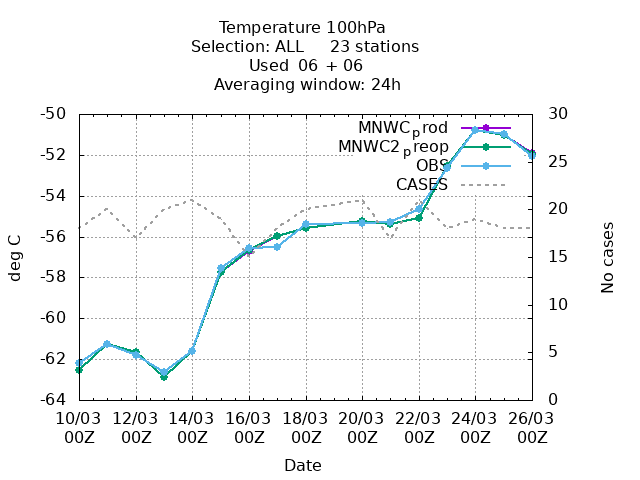 Temperature 100hPa
Selection: ALL     23 stations
Used  06 + 06
Averaging window: 24h
-50
-52
-54
-56
-58
-60
-62
-64
deg C
30
25
20
15
10
5
0
No cases
MNWCprod
MNWC2preop
OBS
CASES
10/03 12/03 14/03 16/03 18/03 20/03 22/03 24/03 26/03
00Z 00Z 00Z 00Z 00Z 00Z 00Z 00Z 00Z
Date